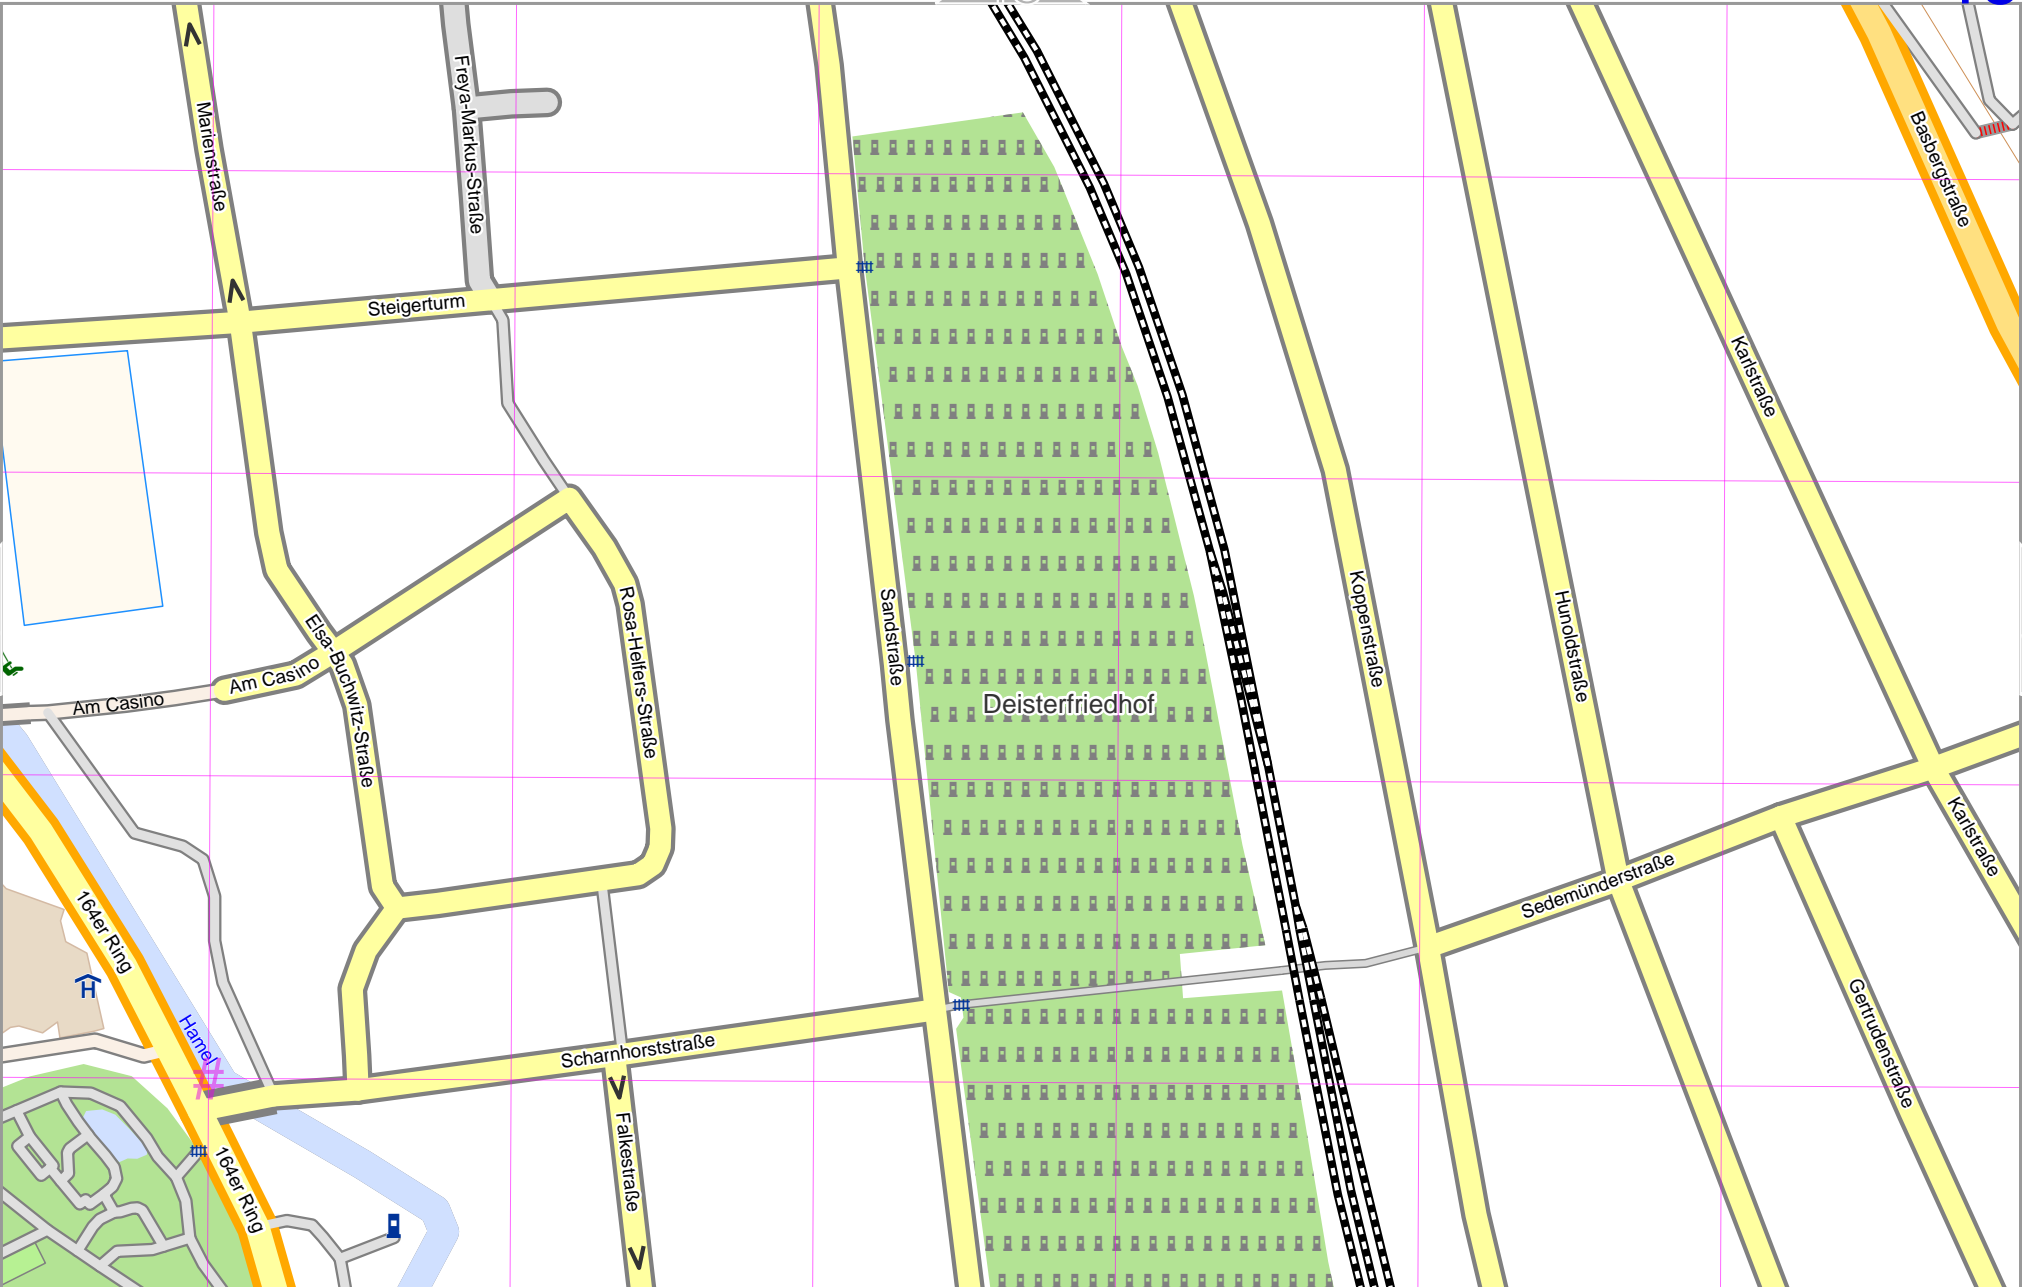 Marienstraße
Freya-Markus-Straße
Basbergstraße
Steigerturm
Karlstraße
Koppenstraße
Hunoldstraße
Sandstraße
Rosa-Helfers-Straße
Elsa-Buchwitz-Straße
Am Casino
Am Casino
Deisterfriedhof
Karlstraße
Sedemünderstraße
164er Ring
H
Hamel
Scharnhorststraße
Gertrudenstraße
Falkestraße
164er Ring